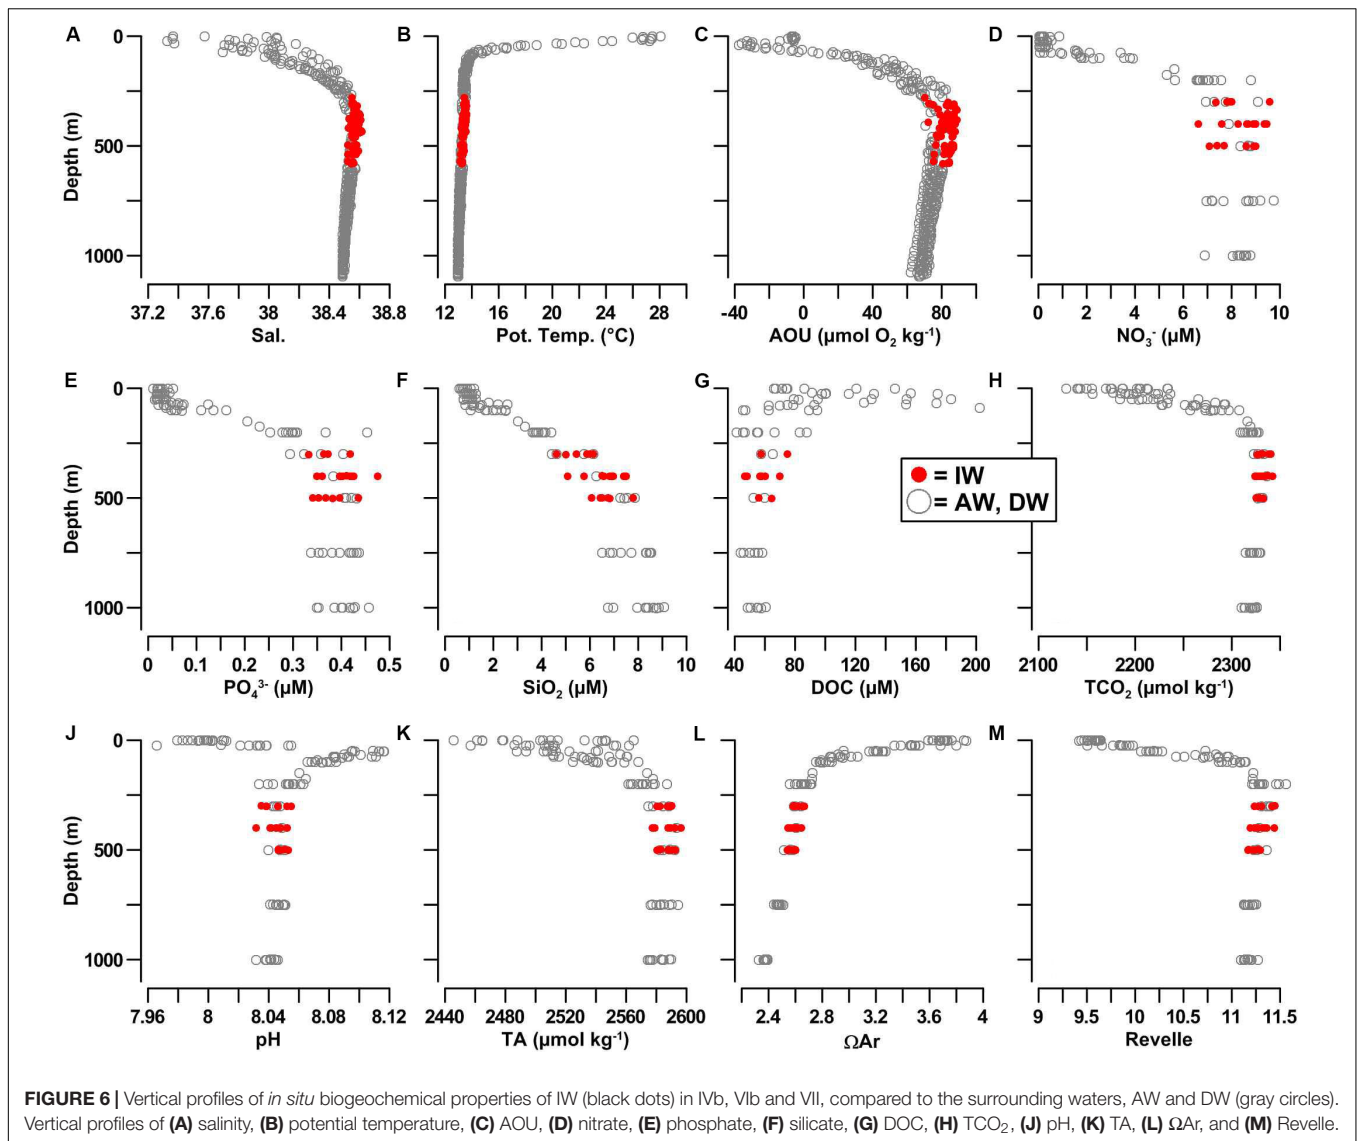 A B C D
0
500
1000
Depth (m)
37.2 37.6 38 38.4 38.8
Sal.
12 16 20 24 28
Pot. Temp. (°C)
-40 0 40 80
AOU (µmol O2 kg-1)
0 2 4 6 8 10
NO3- (µM)
E F G H
0
500
1000
Depth (m)
= IW
= AW, DW
0 0.1 0.2 0.3 0.4 0.5
PO43- (µM)
0 2 4 6 8 10
SiO2 (µM)
40 80 120 160 200
DOC (µM)
2100 2200 2300
TCO2 (µmol kg-1)
J K L M
0
500
1000
Depth (m)
7.96 8 8.04 8.08 8.12
pH
2440 2480 2520 2560 2600
TA (µmol kg-1)
2.4 2.8 3.2 3.6 4
ΩAr
9 9.5 10 10.5 11 11.5
Revelle
FIGURE 6 | Vertical profiles of in situ biogeochemical properties of IW (black dots) in IVb, VIb and VII, compared to the surrounding waters, AW and DW (gray circles).
Vertical profiles of (A) salinity, (B) potential temperature, (C) AOU, (D) nitrate, (E) phosphate, (F) silicate, (G) DOC, (H) TCO2, (J) pH, (K) TA, (L) ΩAr, and (M) Revelle.